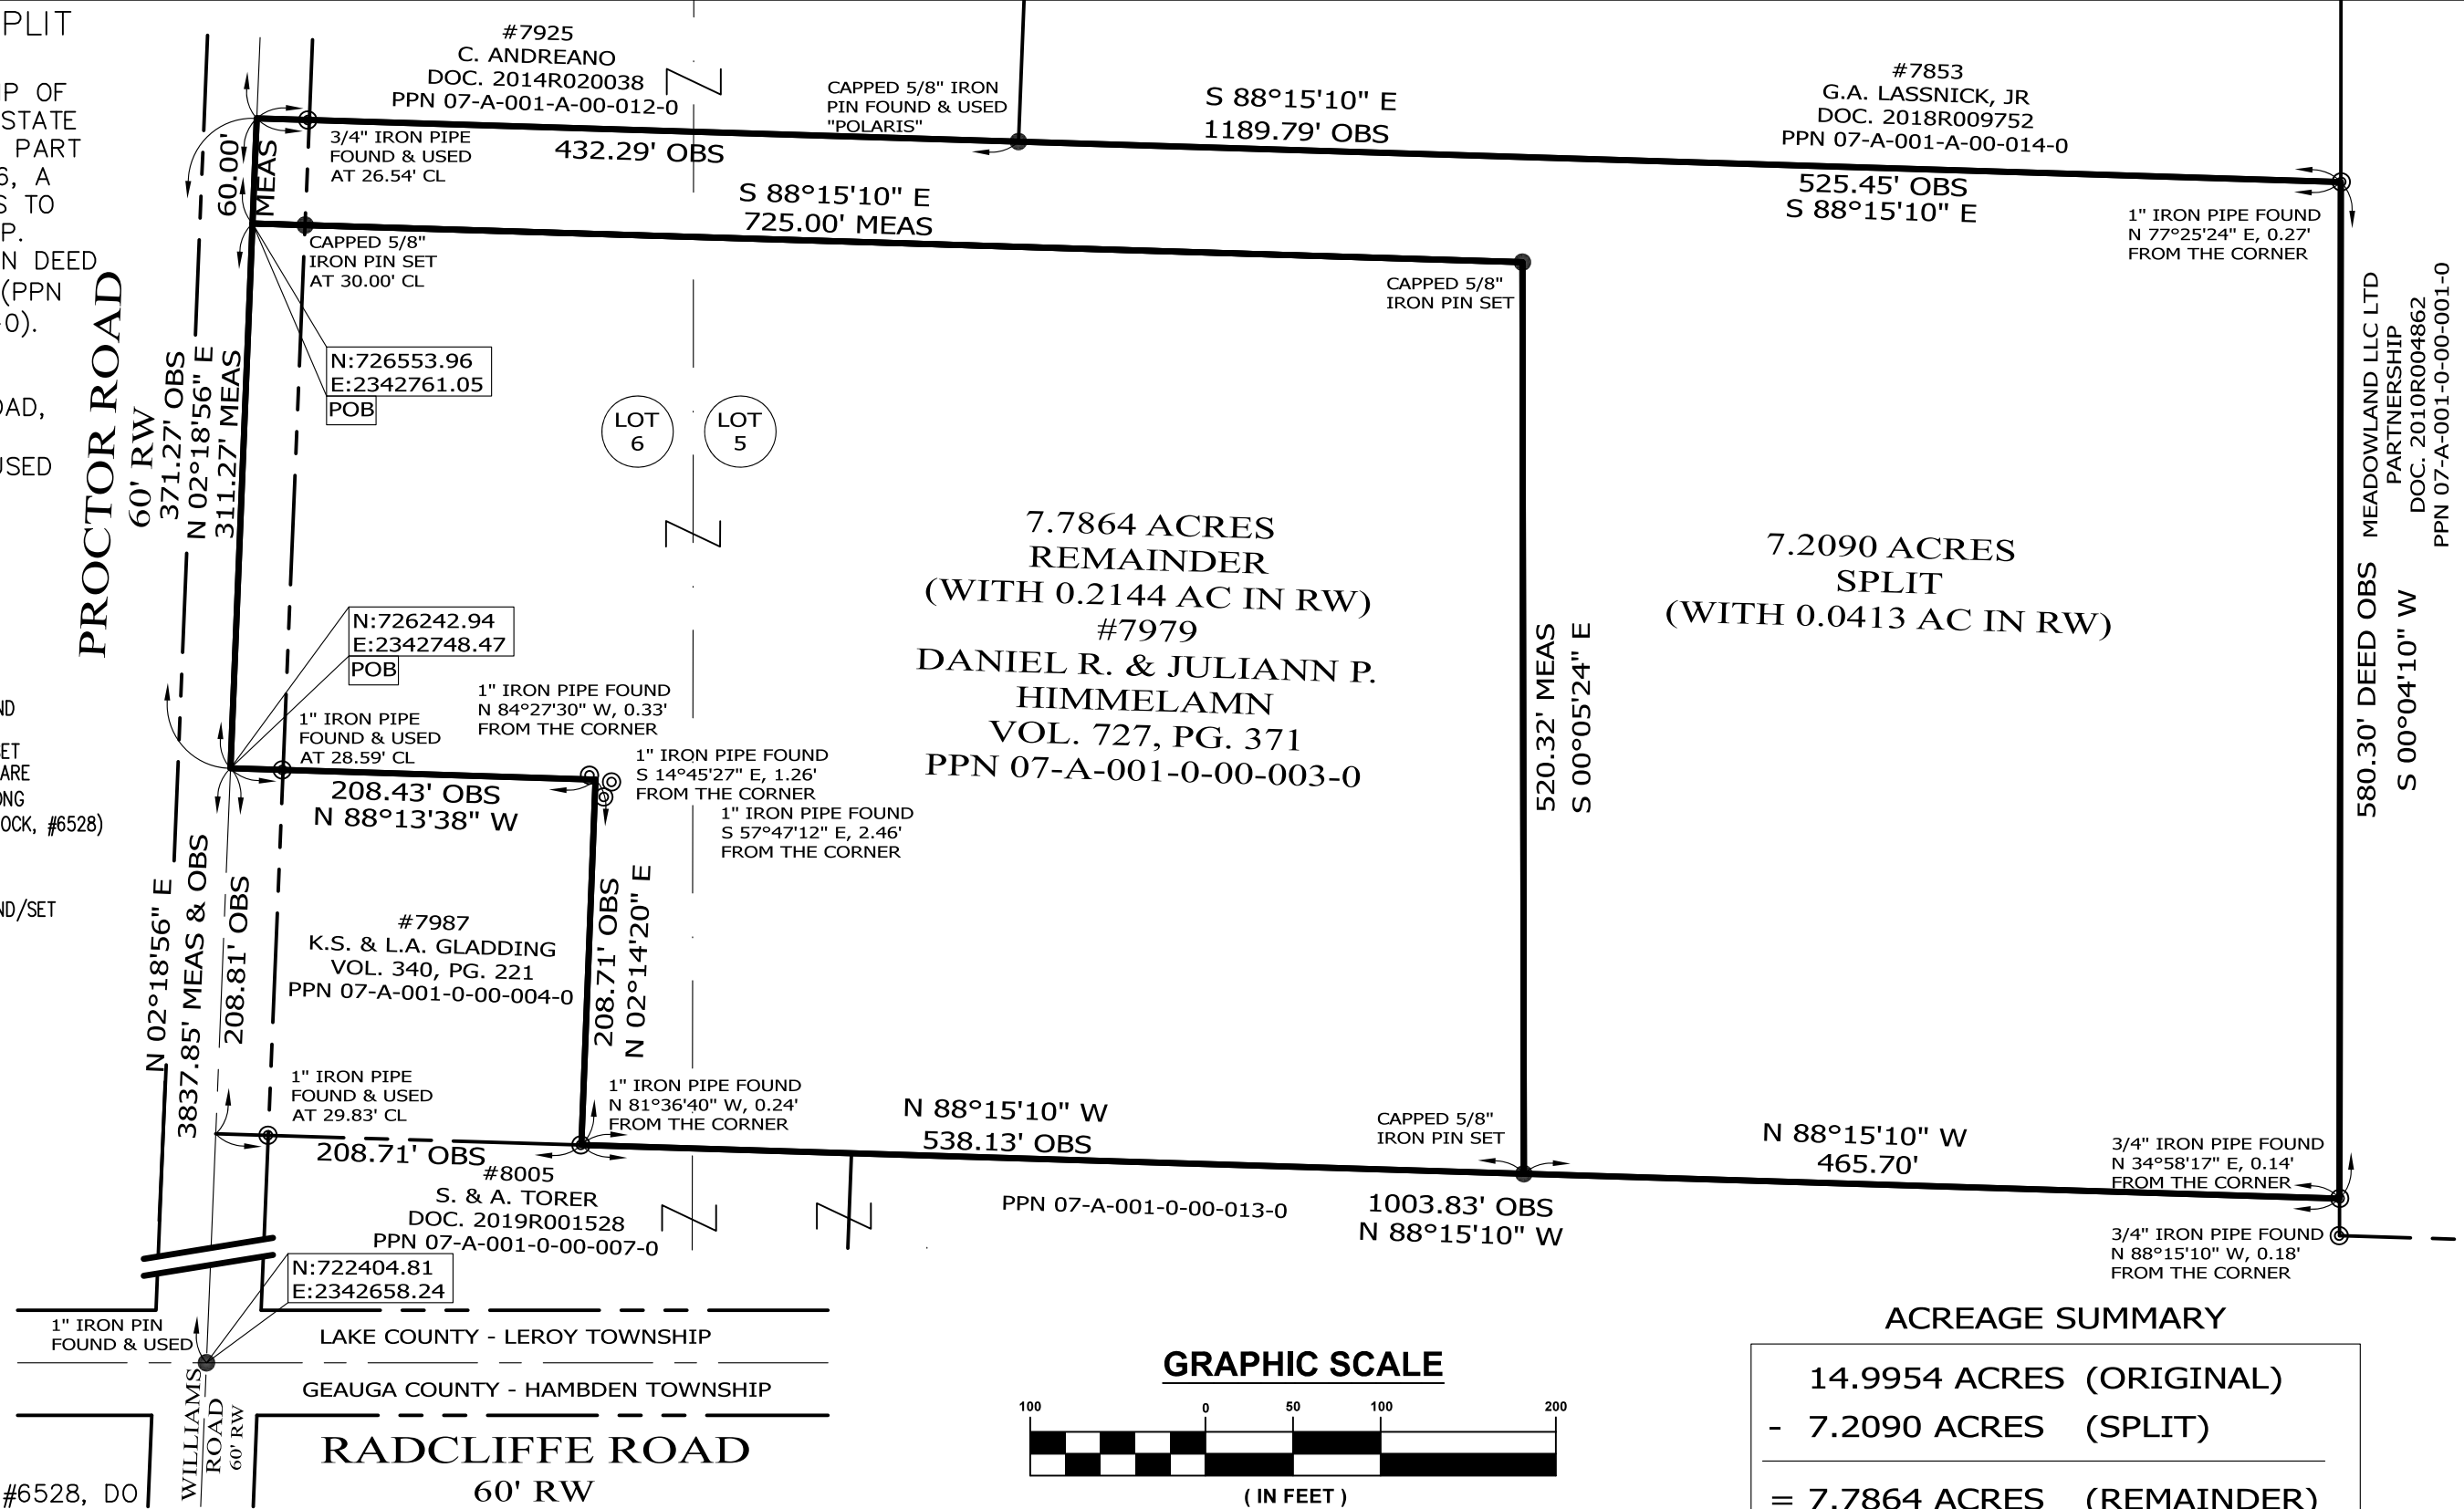 PLIT
P OF
STATE
PART
6, A
S TO
P.
N DEED
(PPN
-0).
OAD,
USED
ND
SET
ARE
ONG
OCK, #6528)
ND/SET
#6528, DO
#7925
C. ANDREANO
DOC. 2014R020038
PPN 07-A-001-A-00-012-0
CAPPED 5/8" IRON
PIN FOUND & USED
"POLARIS"
S 88°15'10" E
1189.79' OBS
#7853
G.A. LASSNICK, JR
DOC. 2018R009752
PPN 07-A-001-A-00-014-0
3/4" IRON PIPE
FOUND & USED
AT 26.54' CL
432.29' OBS
525.45' OBS
S 88°15'10" E
60.00'
MEAS
S 88°15'10" E
725.00' MEAS
1" IRON PIPE FOUND
N 77°25'24" E, 0.27'
FROM THE CORNER
CAPPED 5/8"
IRON PIN SET
AT 30.00' CL
CAPPED 5/8"
IRON PIN SET
N:726553.96
E:2342761.05
POB
PROCTOR ROAD
60' RW
371.27' OBS
N 02°18'56" E
311.27' MEAS
LOT
6
LOT
5
MEADOWLAND LLC LTD
PARTNERSHIP
DOC. 2010R004862
PPN 07-A-001-0-00-001-0
7.7864 ACRES
REMAINDER
(WITH 0.2144 AC IN RW)
#7979
DANIEL R. & JULIANN P.
HIMMELAMN
VOL. 727, PG. 371
PPN 07-A-001-0-00-003-0
7.2090 ACRES
SPLIT
(WITH 0.0413 AC IN RW)
520.32' MEAS
S 00°05'24" E
580.30' DEED OBS
S 00°04'10" W
N:726242.94
E:2342748.47
POB
1" IRON PIPE FOUND
N 84°27'30" W, 0.33'
FROM THE CORNER
1" IRON PIPE
FOUND & USED
AT 28.59' CL
1" IRON PIPE FOUND
S 14°45'27" E, 1.26'
FROM THE CORNER
208.43' OBS
N 88°13'38" W
1" IRON PIPE FOUND
S 57°47'12" E, 2.46'
FROM THE CORNER
N 02°18'56" E
3837.85' MEAS & OBS
208.81' OBS
#7987
K.S. & L.A. GLADDING
VOL. 340, PG. 221
PPN 07-A-001-0-00-004-0
208.71' OBS
N 02°14'20" E
1" IRON PIPE
FOUND & USED
AT 29.83' CL
1" IRON PIPE FOUND
N 81°36'40" W, 0.24'
FROM THE CORNER
N 88°15'10" W
538.13' OBS
CAPPED 5/8"
IRON PIN SET
N 88°15'10" W
465.70'
3/4" IRON PIPE FOUND
N 34°58'17" E, 0.14'
FROM THE CORNER
208.71' OBS
#8005
S. & A. TORER
DOC. 2019R001528
PPN 07-A-001-0-00-007-0
PPN 07-A-001-0-00-013-0
1003.83' OBS
N 88°15'10" W
3/4" IRON PIPE FOUND
N 88°15'10" W, 0.18'
FROM THE CORNER
N:722404.81
E:2342658.24
1" IRON PIN
FOUND & USED
LAKE COUNTY - LEROY TOWNSHIP
GEAUGA COUNTY - HAMBDEN TOWNSHIP
WILLIAMS
ROAD
60' RW
RADCLIFFE ROAD
60' RW
GRAPHIC SCALE
100 0 50 100 200
( IN FEET )
ACREAGE SUMMARY
14.9954 ACRES (ORIGINAL)
- 7.2090 ACRES (SPLIT)
= 7.7864 ACRES (REMAINDER)